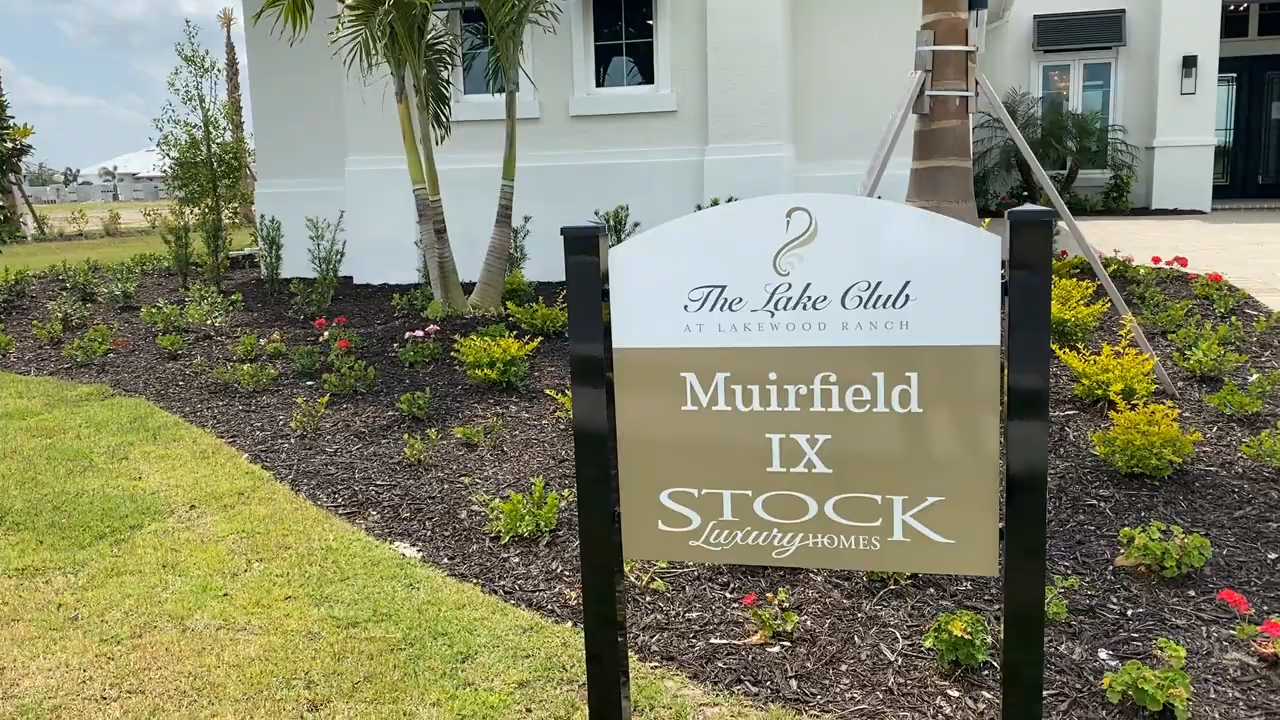 The Lake Club
AT LAKEWOOD RANCH
Muirfield
IX
STOCK
Luxury HOMES